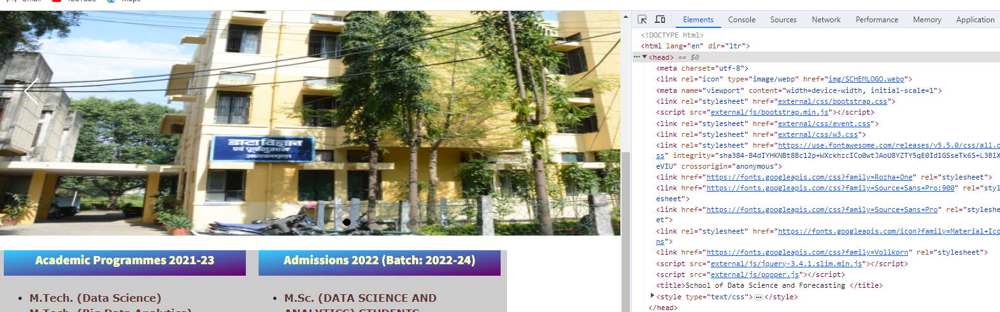 Gmail
YouTube
Maps
डाटा विज्ञान
एवं पूर्वानुमान
अध्ययनशाला
Academic Programmes 2021-23
Admissions 2022 (Batch: 2022-24)
• M.Tech. (Data Science)
M.Tech. (Big Data Analytics)
• M.Sc. (DATA SCIENCE AND
ANALYTICS) STUDENTS
Elements Console Sources Network Performance Memory Security Application
<!DOCTYPE html>
<html lang="en" dir="ltr">
··· ▼ <head> == $0
<meta charset="utf-8">
<link rel="icon" type="image/webp" href="img/SCHEMLOGO.webp">
<meta name="viewport" content="width=device-width, initial-scale=1">
<link rel="stylesheet" href="external/css/bootstrap.css">
<script src="external/js/bootstrap.min.js"></script>
<link rel="stylesheet" href="external/css/event.css">
<link rel="stylesheet" href="external/css/w3.css">
<link rel="stylesheet" href="https://use.fontawesome.com/releases/v5.5.0/css/all.c
ss" integrity="sha384-B4dIYHKNBt8Bc12p+WXckhzcICo0wtJAoU8YZTY5qE0Id1GSseTk6S+L3BlX
eVIU" crossorigin="anonymous">
<link href="https://fonts.googleapis.com/css?family=Rozha+One" rel="stylesheet">
<link href="https://fonts.googleapis.com/css?family=Source+Sans+Pro:900" rel="styl
esheet">
<link href="https://fonts.googleapis.com/css?family=Source+Sans+Pro" rel="styleshe
et">
<link rel="stylesheet" href="https://fonts.googleapis.com/icon?family=Material+Ico
ns">
<link href="https://fonts.googleapis.com/css?family=Vollkorn" rel="stylesheet">
<script src="external/js/jquery-3.4.1.slim.min.js"></script>
<script src="external/js/popper.js"></script>
<title>School of Data Science and Forecasting </title>
▶ <style type="text/css"> ··· </style>
</head>